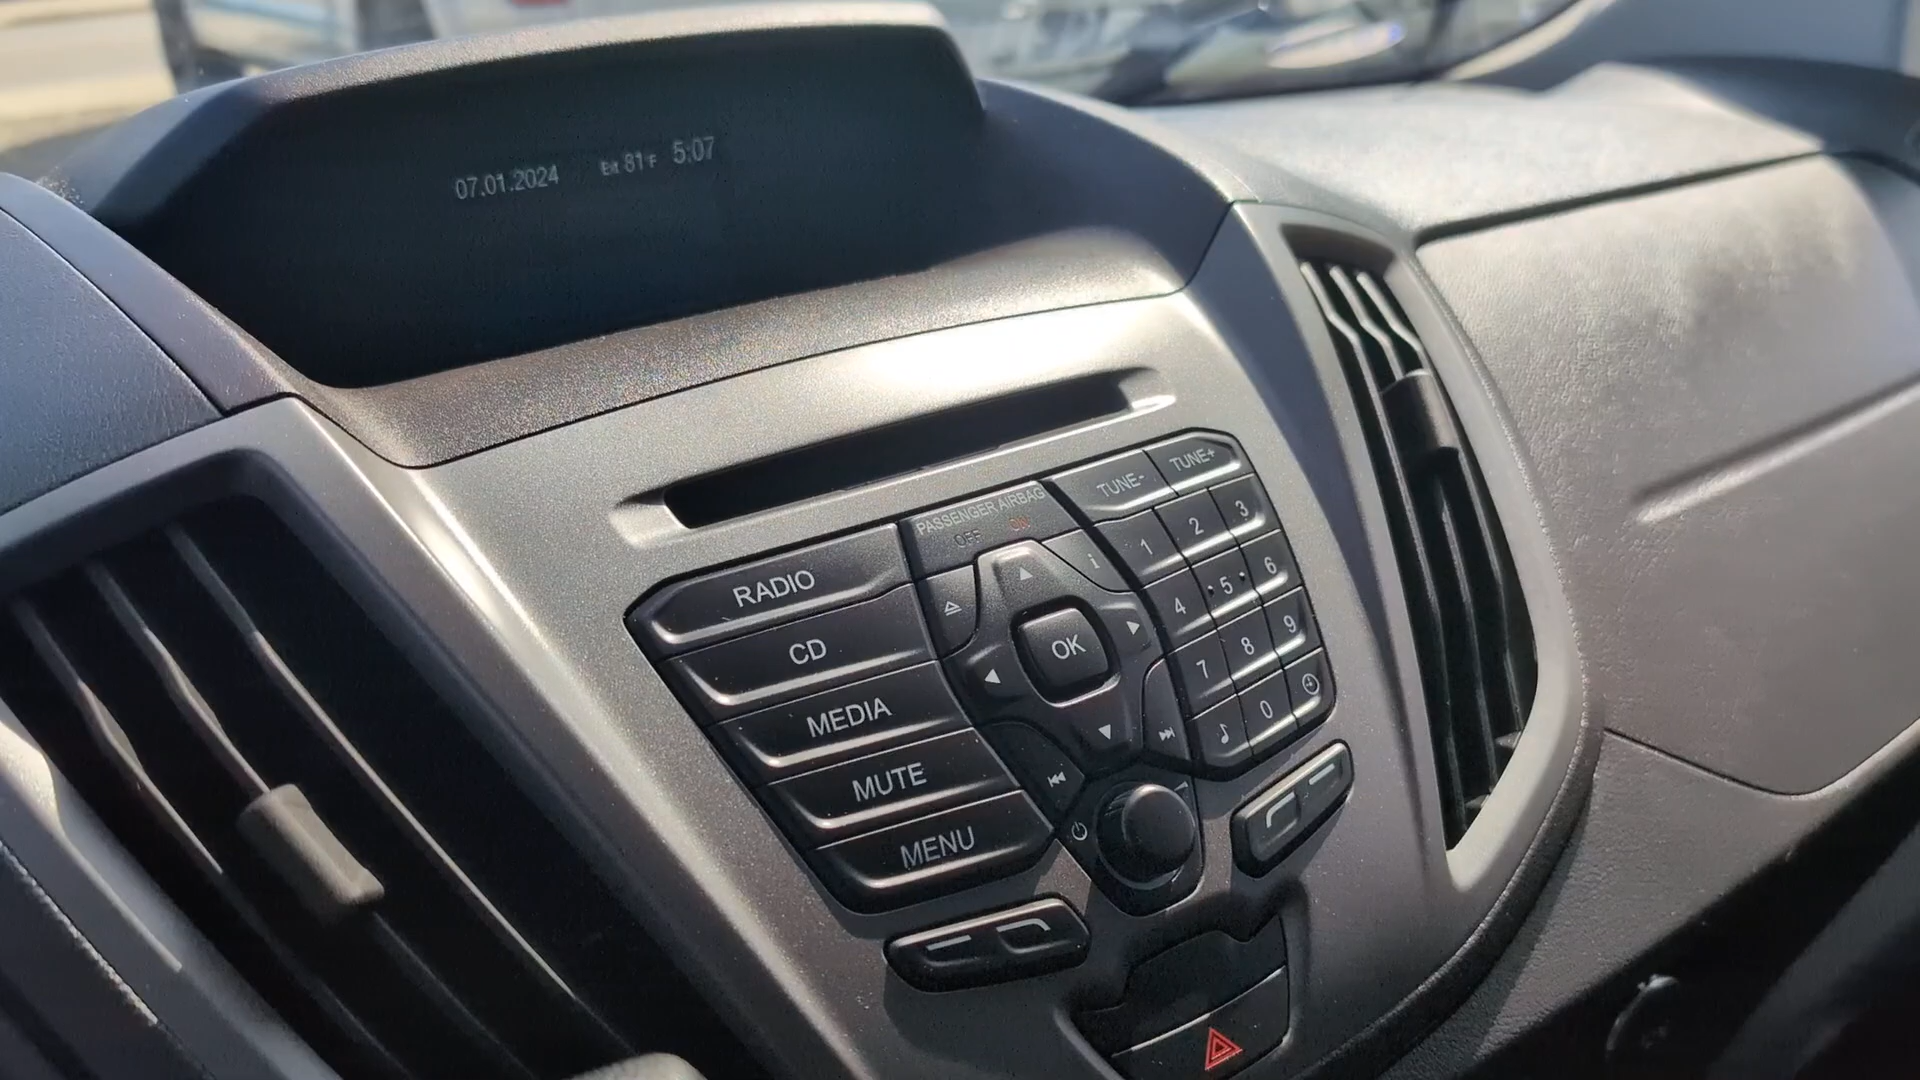 07.01.2024 Ext 81 F 5:07
PASSENGER AIRBAG
OFF ON
TUNE- TUNE+
RADIO
CD
MEDIA
MUTE
MENU
i
OK
1 2 3
4 5 6
7 8 9
0